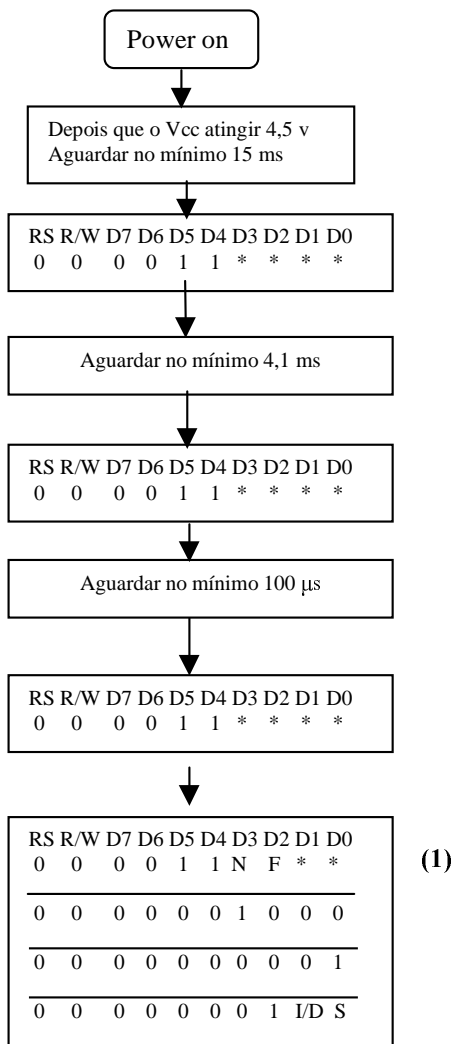 Power on
Depois que o Vcc atingir 4,5 v
Aguardar no mínimo 15 ms
RS R/W D7 D6 D5 D4 D3 D2 D1 D0
0 0 0 0 1 1 * * * *
Aguardar no mínimo 4,1 ms
RS R/W D7 D6 D5 D4 D3 D2 D1 D0
0 0 0 0 1 1 * * * *
Aguardar no mínimo 100 µs
RS R/W D7 D6 D5 D4 D3 D2 D1 D0
0 0 0 0 1 1 * * * *
RS R/W D7 D6 D5 D4 D3 D2 D1 D0
0 0 0 0 1 1 N F * * (1)
0 0 0 0 0 0 1 0 0 0
0 0 0 0 0 0 0 0 0 1
0 0 0 0 0 0 0 1 I/D S